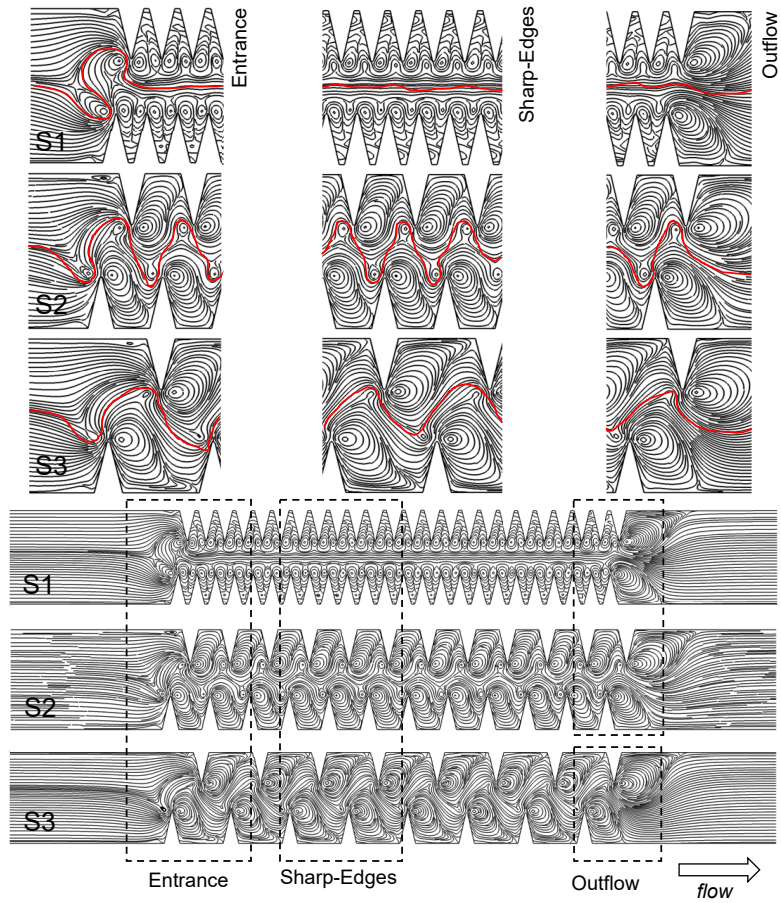 Entrance
Sharp-Edges
Outflow
S1
S2
S3
S1
S2
S3
Entrance
Sharp-Edges
Outflow
flow